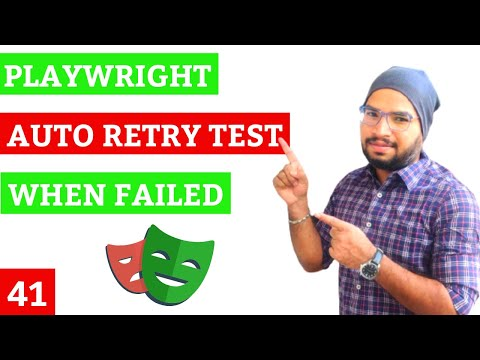 PLAYWRIGHT
AUTO RETRY TEST
WHEN FAILED
41